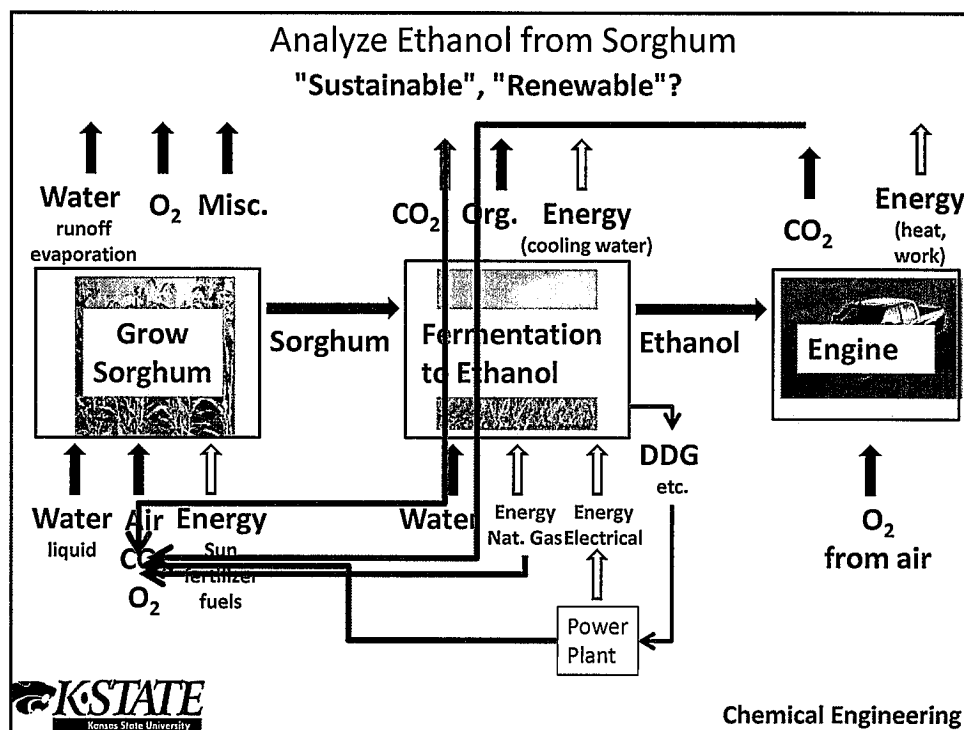 Analyze Ethanol from Sorghum
"Sustainable", "Renewable"?
Water
runoff
evaporation
O₂
Misc.
CO₂
Org.
Energy
(cooling water)
CO₂
Energy
(heat,
work)
Grow
Sorghum
Sorghum
Fermentation
to Ethanol
Ethanol
Engine
DDG
etc.
Water
liquid
Air
CO
O₂
Energy
Sun
fertilizer
fuels
Water
Energy
Nat. Gas
Energy
Electrical
O₂
from air
Power
Plant
K·STATE
Kansas State University
Chemical Engineering